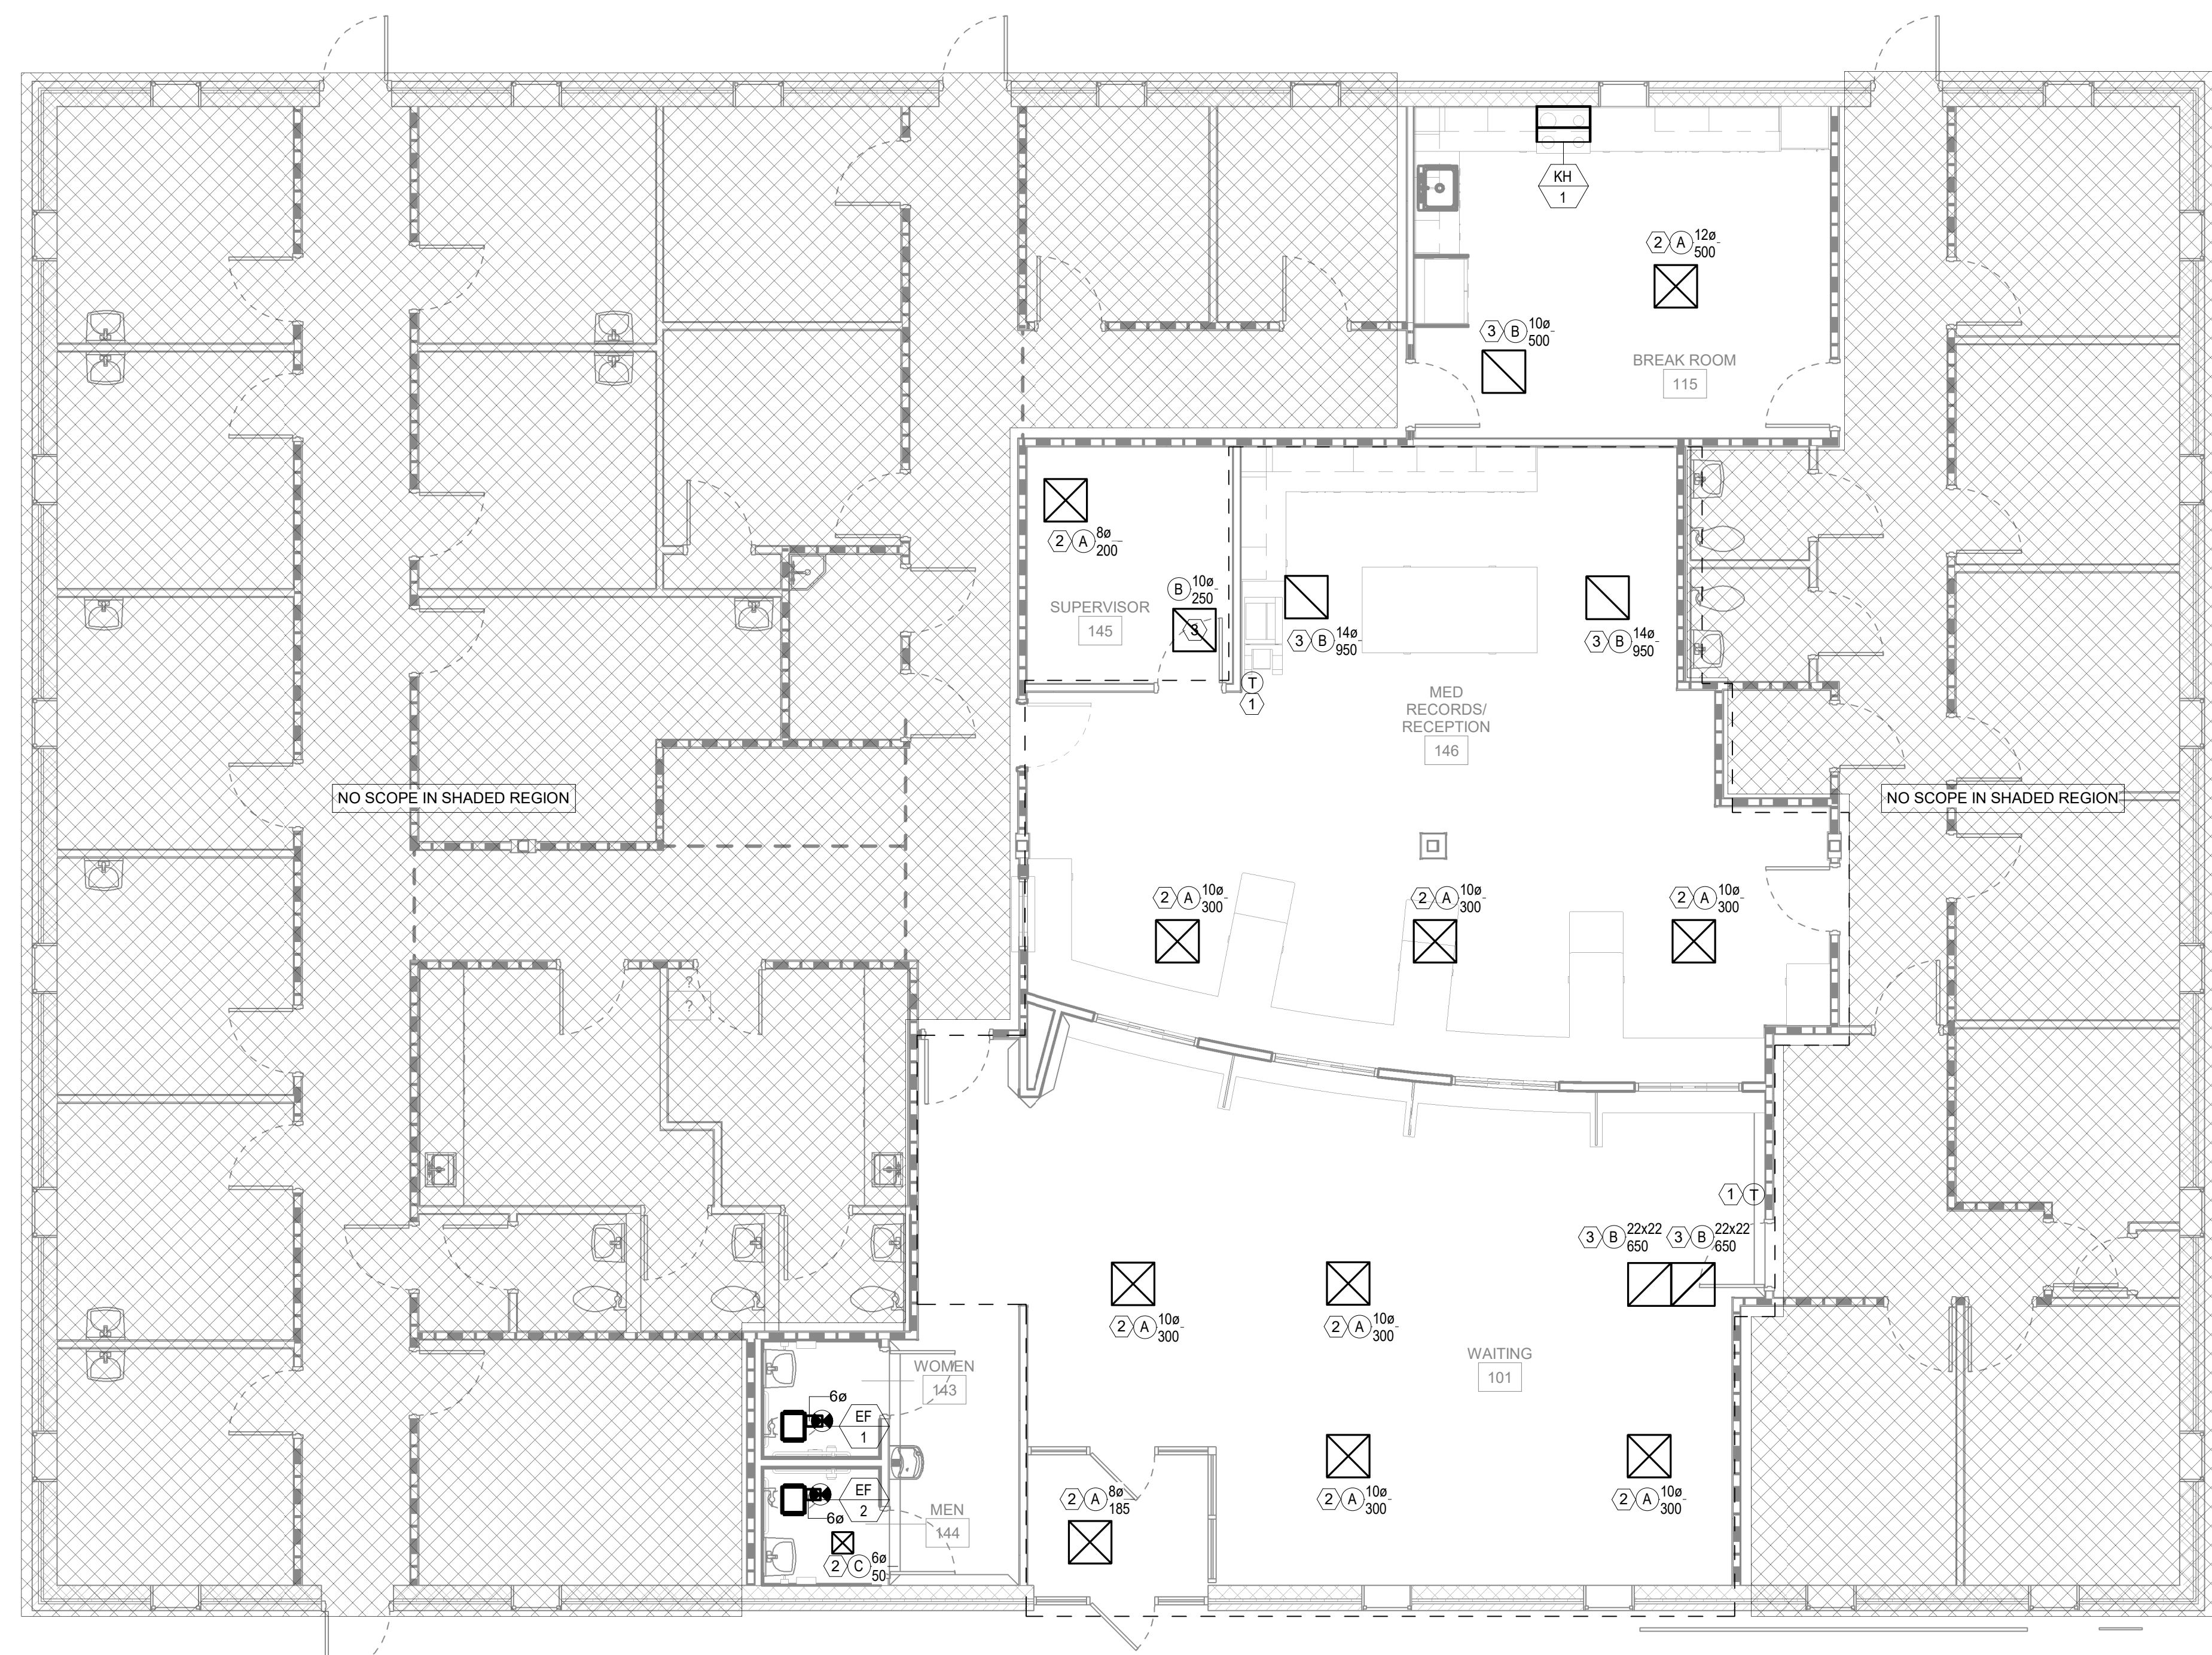 KH
1
2 A 12ø
500
3 B 10ø
500
BREAK ROOM
115
2 A 8ø
200
B 10ø
250
3
SUPERVISOR
145
3 B 14ø
950
3 B 14ø
950
T
1
MED
RECORDS/
RECEPTION
146
NO SCOPE IN SHADED REGION
NO SCOPE IN SHADED REGION
2 A 10ø
300
2 A 10ø
300
2 A 10ø
300
?
?
1 T
3 B 22x22
650
3 B 22x22
650
2 A 10ø
300
2 A 10ø
300
WOMEN
143
WAITING
101
6ø
EF
1
EF
2
6ø
MEN
144
2 A 8ø
185
2 A 10ø
300
2 A 10ø
300
2 C 6ø
50